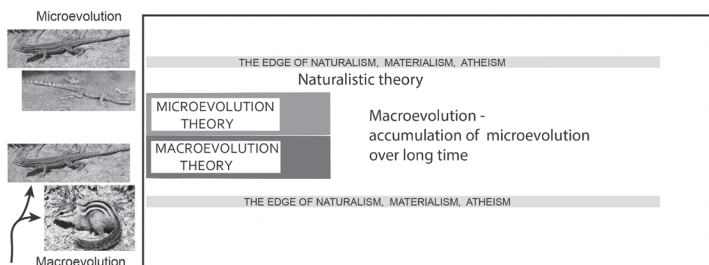 Microevolution
THE EDGE OF NATURALISM, MATERIALISM, ATHEISM
Naturalistic theory
MICROEVOLUTION
THEORY
MACROEVOLUTION
THEORY
Macroevolution -
accumulation of microevolution
over long time
THE EDGE OF NATURALISM, MATERIALISM, ATHEISM
Macroevolution